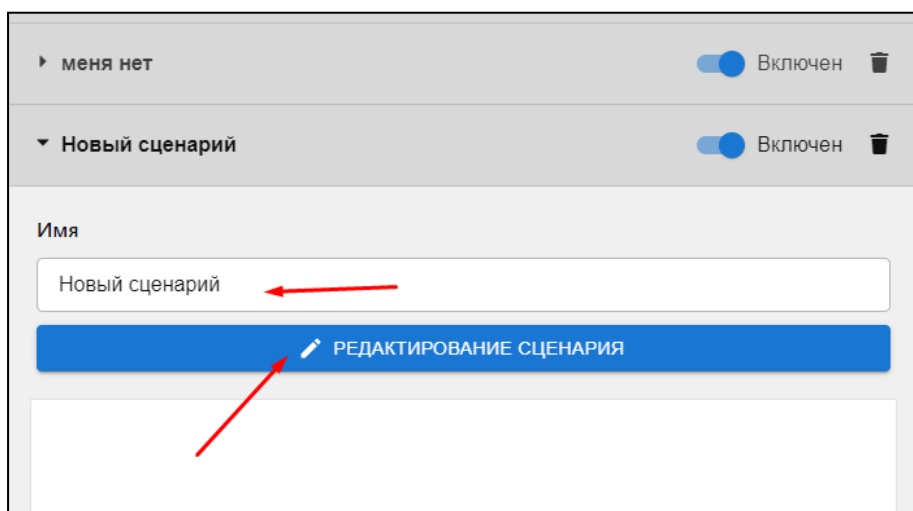 меня нет Включен
Новый сценарий Включен
Имя
Новый сценарий
РЕДАКТИРОВАНИЕ СЦЕНАРИЯ